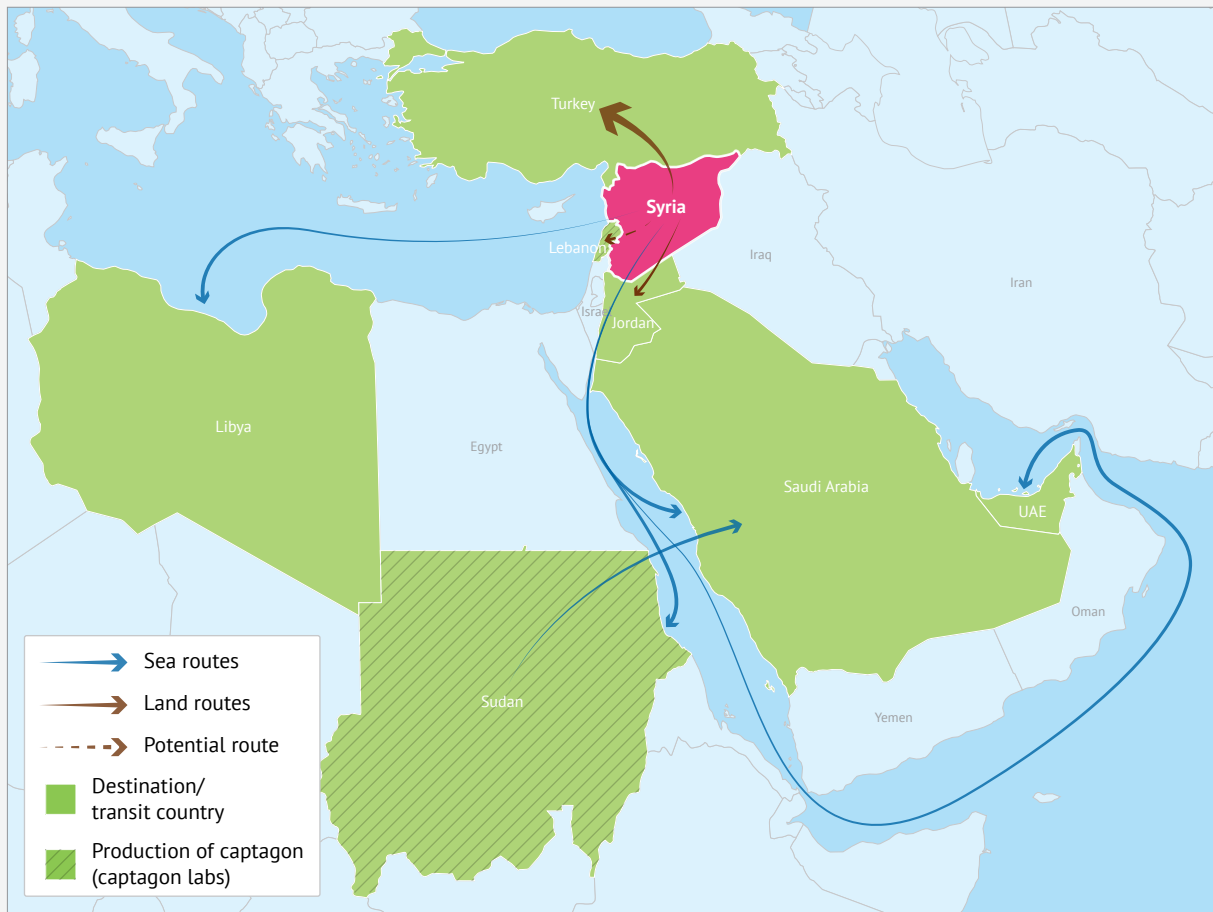 Turkey
Syria
Lebanon
Iraq
Iran
Israel
Jordan
Libya
Egypt
Saudi Arabia
UAE
Oman
Sudan
Yemen
Sea routes
Land routes
Potential route
Destination/
transit country
Production of captagon
(captagon labs)